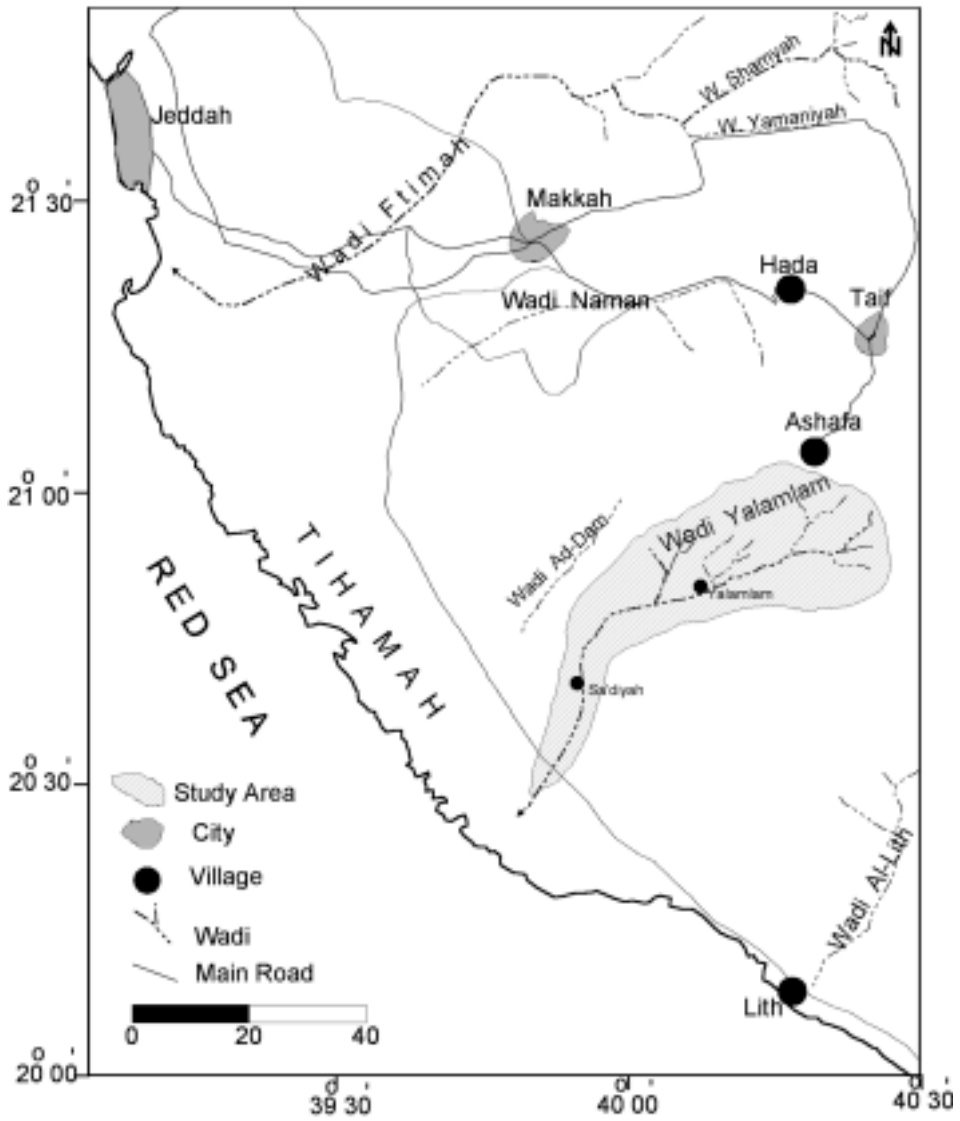 N
W. Shamyah
W. Yamaniyah
Jeddah
Wadi Ftimah
21° 30'
Makkah
Hada
Wadi Naman
Taif
Ashafa
21° 00'
Wadi Yalamlam
Wadi Ad-Dam
Yalamlam
TIHAMAH
RED SEA
Sa'diyah
20° 30'
Study Area
City
Village
Wadi
Main Road
Wadi Al-Lith
0 20 40
Lith
20° 00'
39° 30' 40° 00' 40° 30'